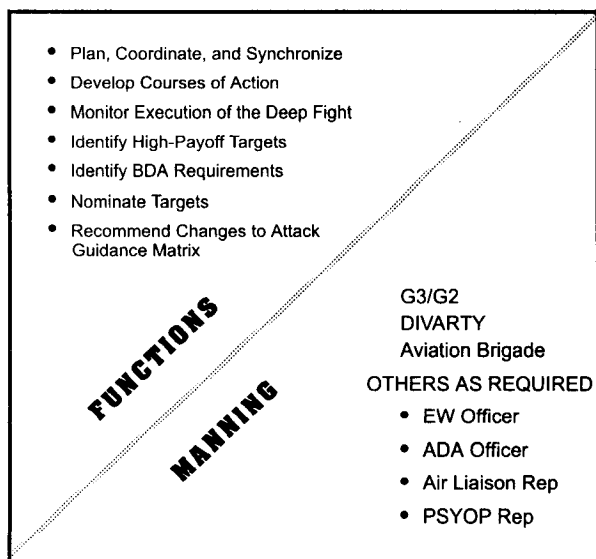 • Plan, Coordinate, and Synchronize
• Develop Courses of Action
• Monitor Execution of the Deep Fight
• Identify High-Payoff Targets
• Identify BDA Requirements
• Nominate Targets
• Recommend Changes to Attack
Guidance Matrix
FUNCTIONS
MANNING
G3/G2
DIVARTY
Aviation Brigade
OTHERS AS REQUIRED
• EW Officer
• ADA Officer
• Air Liaison Rep
• PSYOP Rep